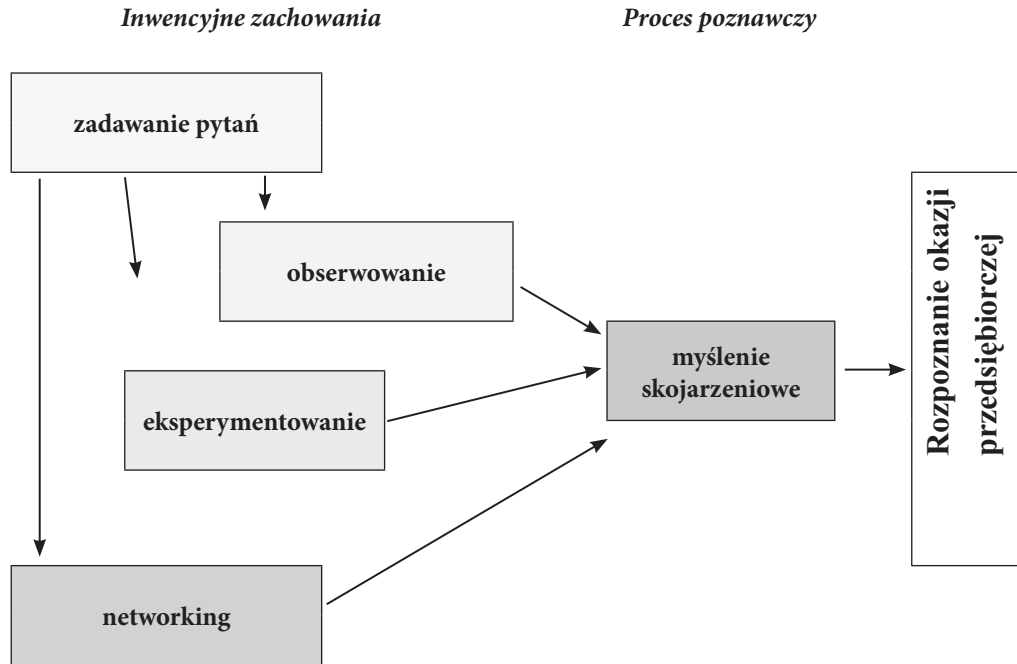 Inwencyjne zachowania
Proces poznawczy
zadawanie pytań
obserwowanie
eksperymentowanie
networking
myślenie
skojarzeniowe
Rozpoznanie okazji
przedsiębiorczej